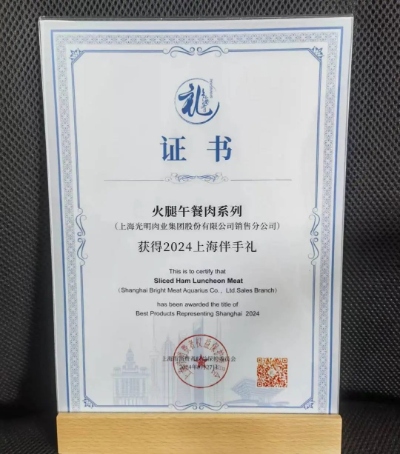 礼
证书
火腿午餐肉系列
(上海光明肉业集团股份有限公司销售分公司)
获得2024上海伴手礼
This is to certify that
Sliced Ham Luncheon Meat
(Shanghai Bright Meat Aquarius Co., Ltd.Sales Branch)
has been awarded the title of
Best Products Representing Shanghai 2024